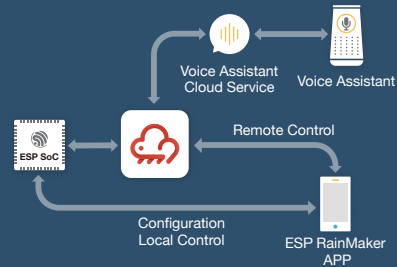 Voice Assistant
Cloud Service
Voice Assistant
ESP SoC
Remote Control
Configuration
Local Control
ESP RainMaker
APP